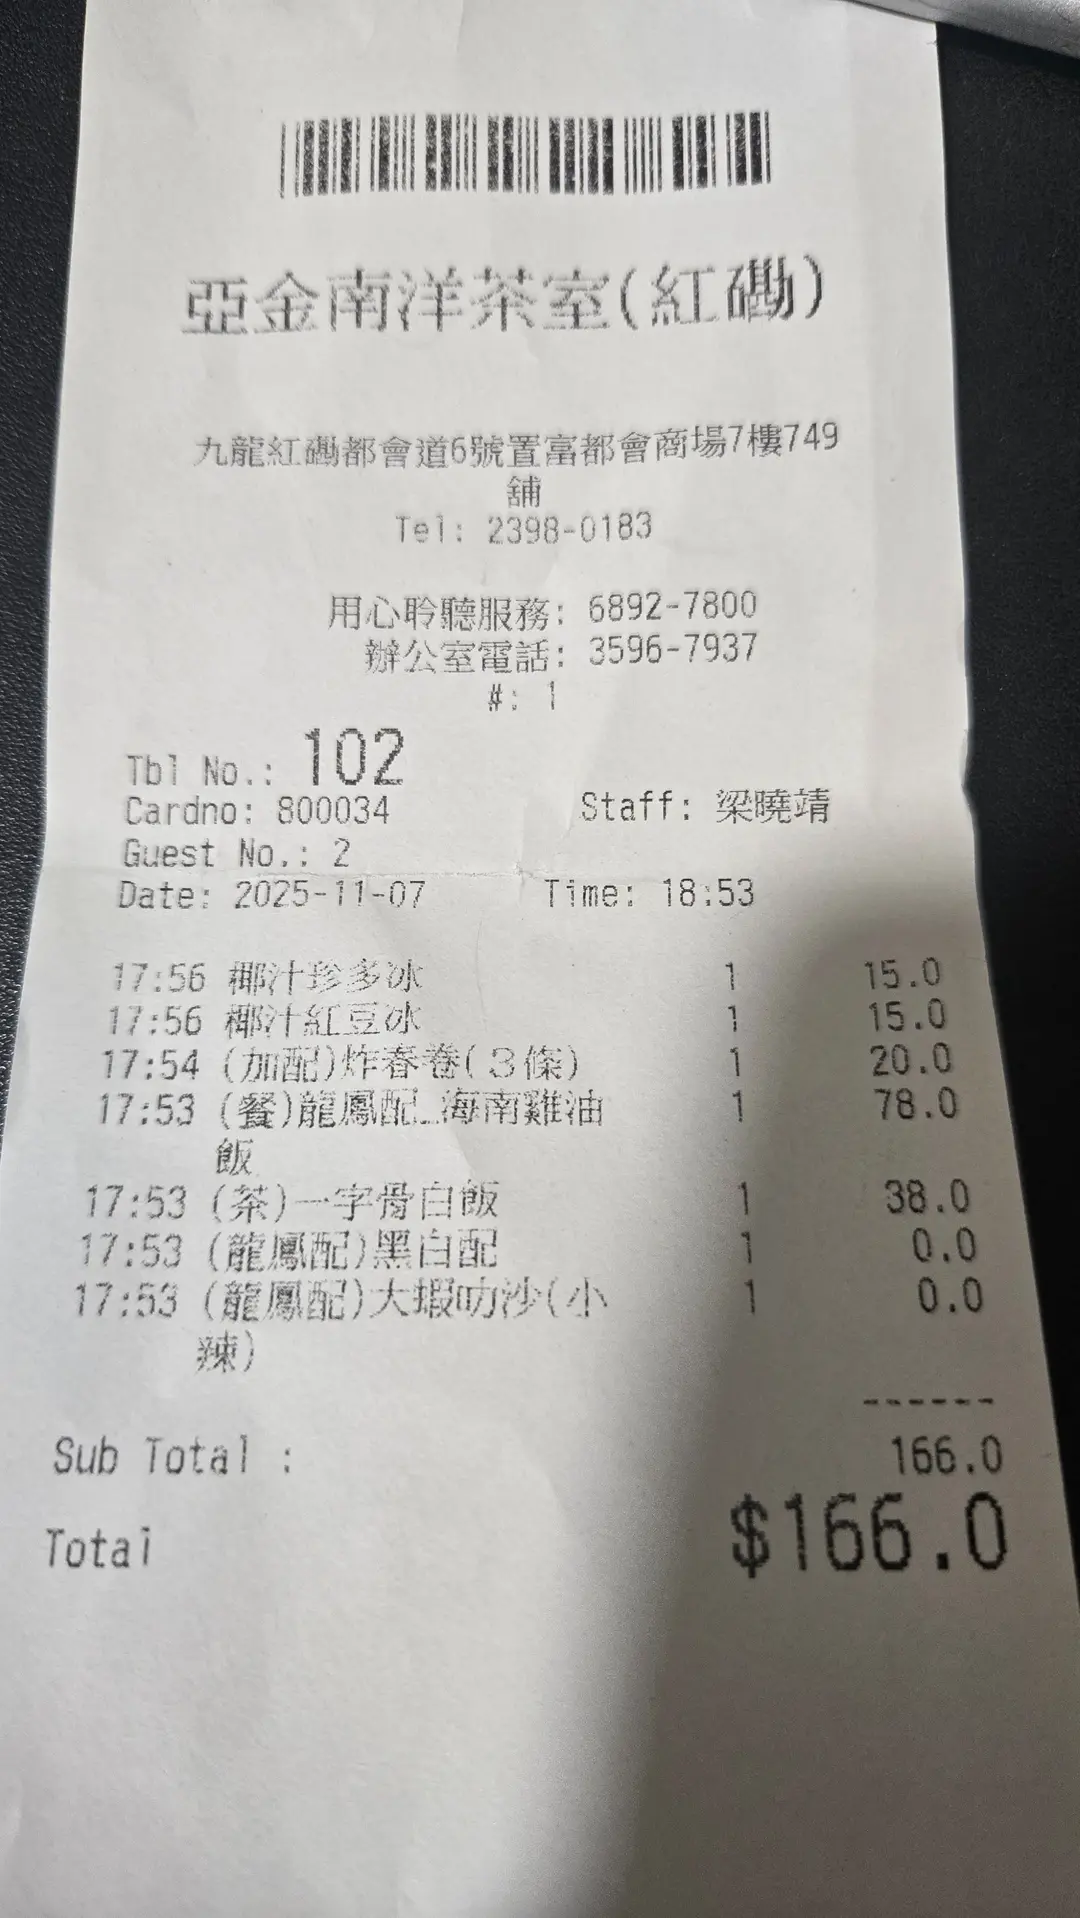 亞金南洋茶室(紅磡)
九龍紅磡都會道6號置富都會商場7樓749
舖
Tel: 2398-0183
用心聆聽服務: 6892-7800
辦公室電話: 3596-7937
#: 1
Tbl No.: 102
Cardno: 800034 Staff: 梁曉靖
Guest No.: 2
Date: 2025-11-07 Time: 18:53
17:56 椰汁珍多冰 1 15.0
17:56 椰汁紅豆冰 1 15.0
17:54 (加配)炸春卷(３條) 1 20.0
17:53 (餐)龍鳳配_海南雞油 1 78.0
飯
17:53 (茶)一字骨白飯 1 38.0
17:53 (龍鳳配)黑白配 1 0.0
17:53 (龍鳳配)大蝦叻沙(小 1 0.0
辣)
------
Sub Total : 166.0
Total $166.0